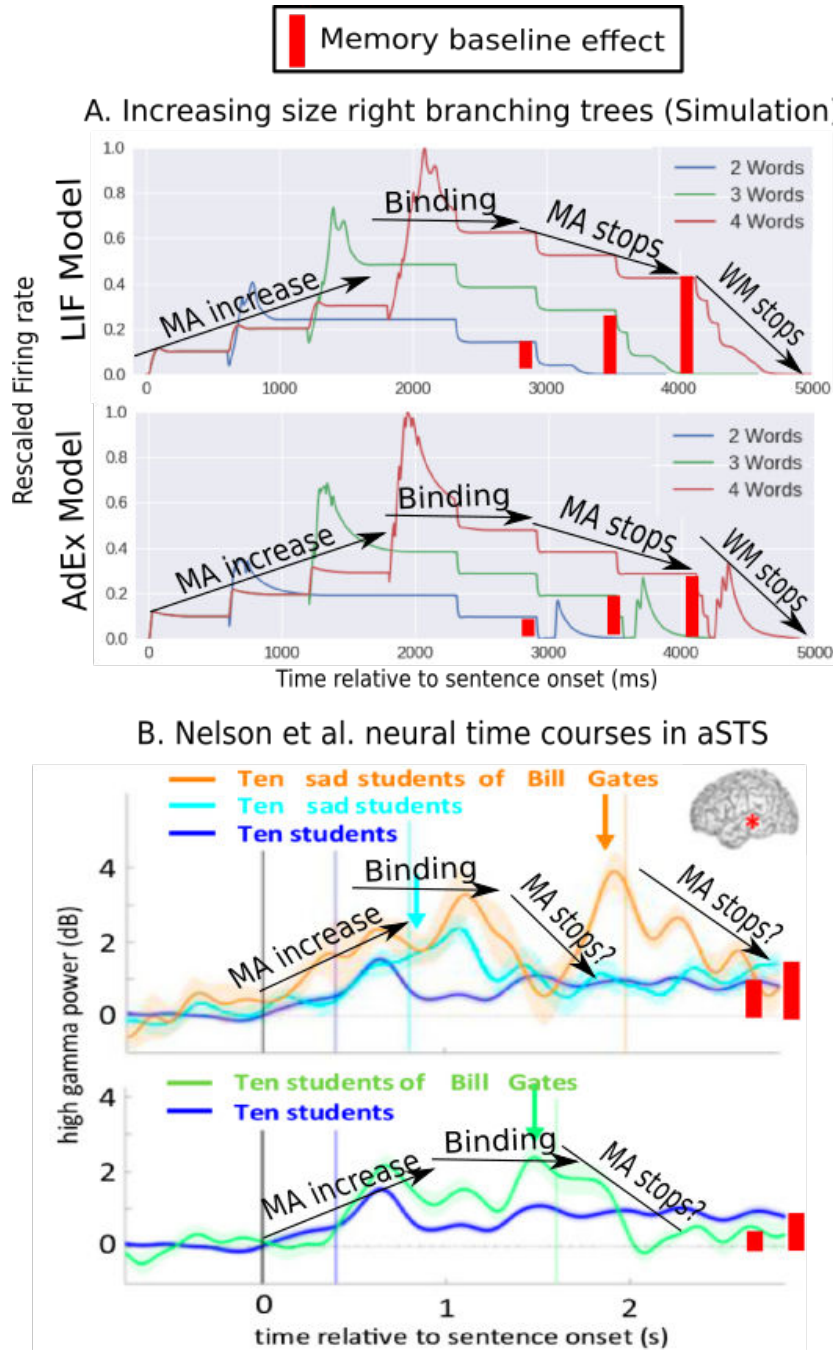 Memory baseline effect
A. Increasing size right branching trees (Simulation)
Rescaled Firing rate
LIF Model
1.0
0.8
0.6
0.4
0.2
0.0
2 Words
3 Words
4 Words
MA increase
Binding
MA stops
WM stops
0 1000 2000 3000 4000 5000
AdEx Model
1.0
0.8
0.6
0.4
0.2
0.0
2 Words
3 Words
4 Words
MA increase
Binding
MA stops
WM stops
0 1000 2000 3000 4000 5000
Time relative to sentence onset (ms)
B. Nelson et al. neural time courses in aSTS
Ten sad students of Bill Gates
Ten sad students
Ten students
*
high gamma power (dB)
4
2
0
MA increase
Binding
MA stops?
MA stops?
Ten students of Bill Gates
Ten students
4
2
0
MA increase
Binding
MA stops?
0 1 2
time relative to sentence onset (s)